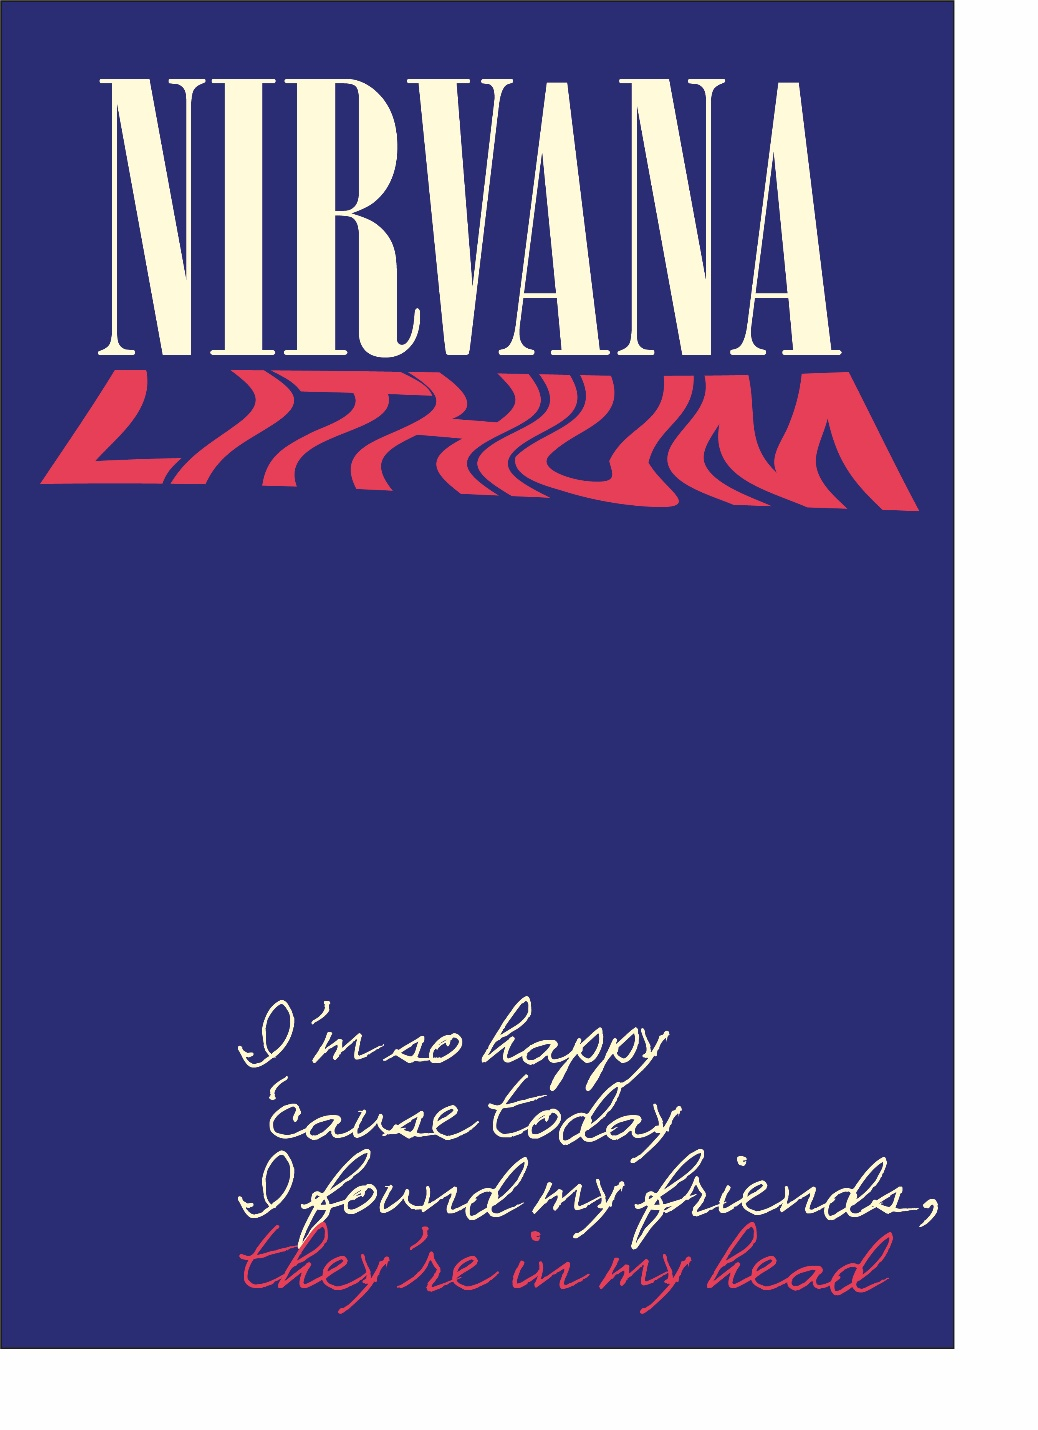 NIRVANA
LITHIUM
I'm so happy
'cause today
I found my friends,
they're in my head